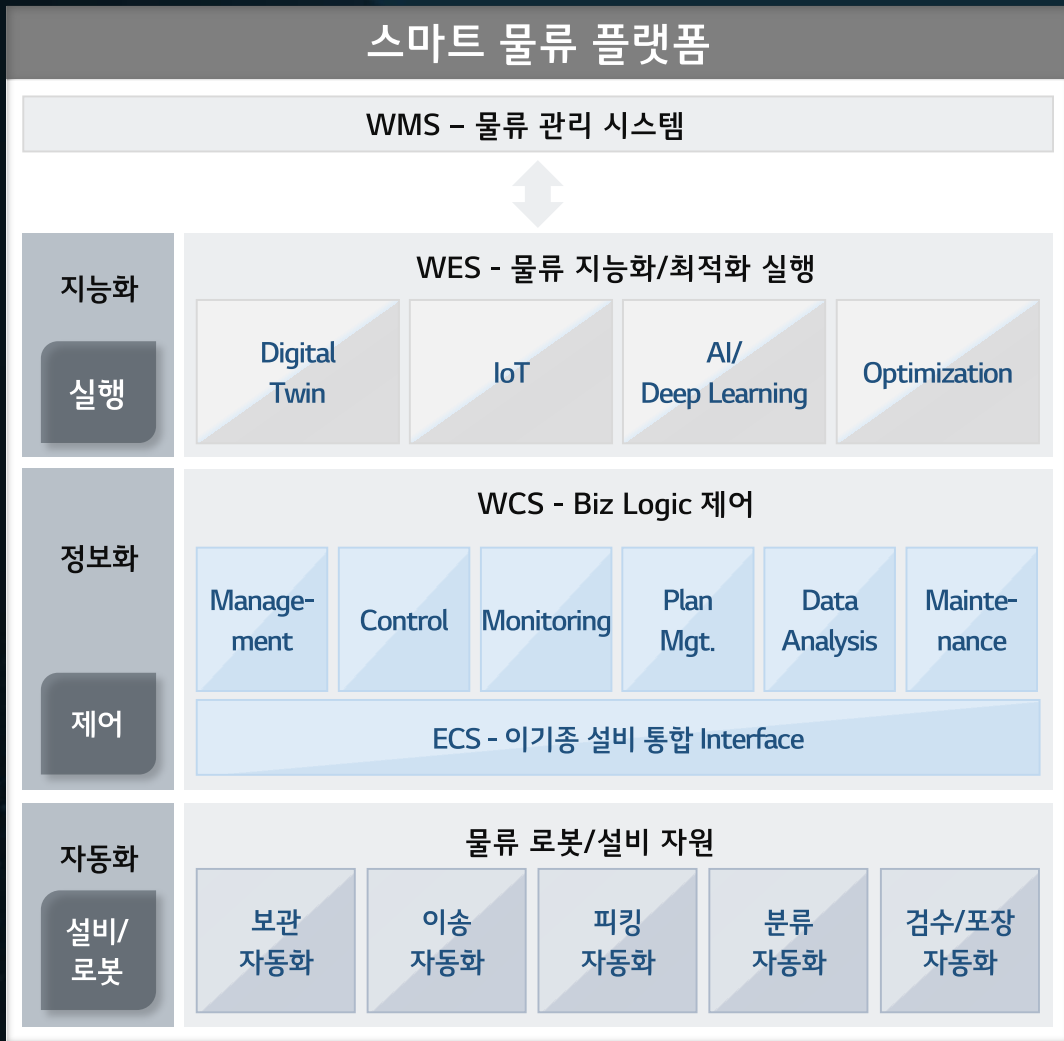 스마트 물류 플랫폼
WMS – 물류 관리 시스템
지능화
실행
WES - 물류 지능화/최적화 실행
Digital
Twin
IoT
AI/
Deep Learning
Optimization
정보화
제어
WCS - Biz Logic 제어
Manage-
ment
Control
Monitoring
Plan
Mgt.
Data
Analysis
Mainte-
nance
ECS - 이기종 설비 통합 Interface
자동화
설비/
로봇
물류 로봇/설비 자원
보관
자동화
이송
자동화
피킹
자동화
분류
자동화
검수/포장
자동화